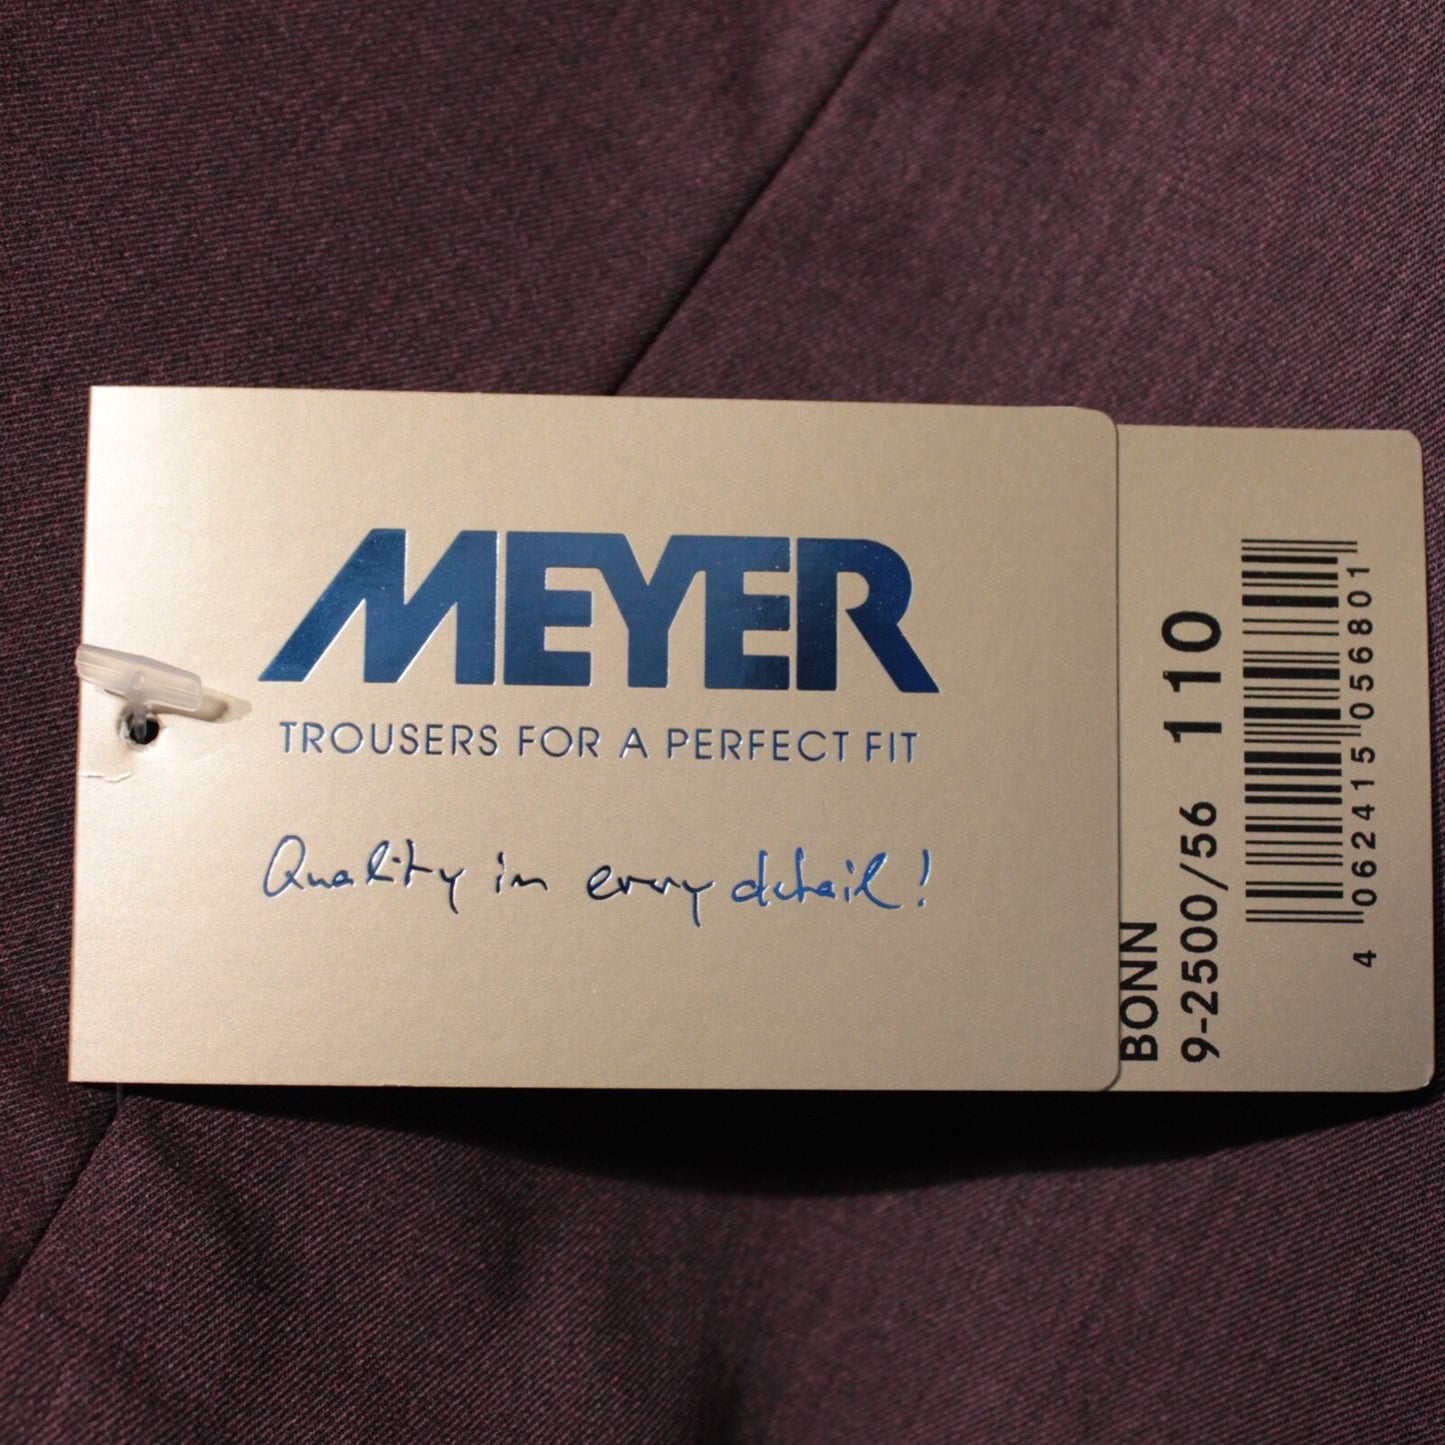 MEYER
TROUSERS FOR A PERFECT FIT
Quality in every detail!
BONN
9-2500/56 110
4 062415 056801